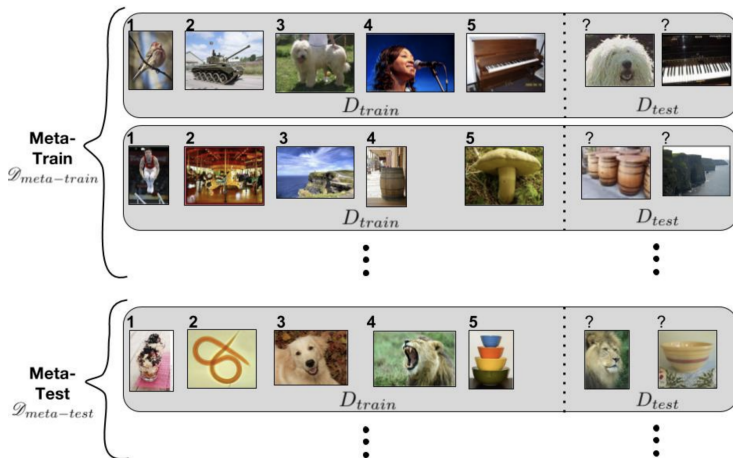 1 2 3 4 5 ? ?
D_train D_test
Meta-
Train
𝒟_meta−train
1 2 3 4 5 ? ?
D_train D_test
1 2 3 4 5 ? ?
Meta-
Test
𝒟_meta−test
D_train D_test